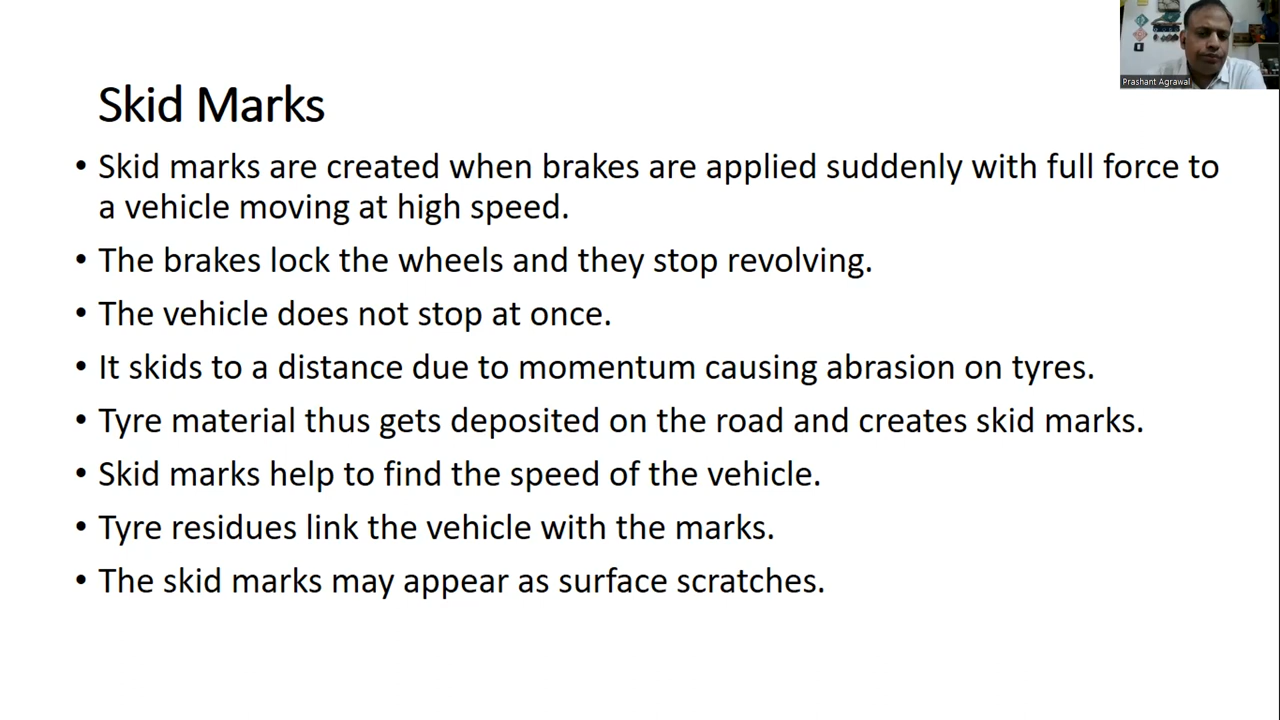 Prashant Agrawal
Skid Marks
• Skid marks are created when brakes are applied suddenly with full force to
a vehicle moving at high speed.
• The brakes lock the wheels and they stop revolving.
• The vehicle does not stop at once.
• It skids to a distance due to momentum causing abrasion on tyres.
• Tyre material thus gets deposited on the road and creates skid marks.
• Skid marks help to find the speed of the vehicle.
• Tyre residues link the vehicle with the marks.
• The skid marks may appear as surface scratches.